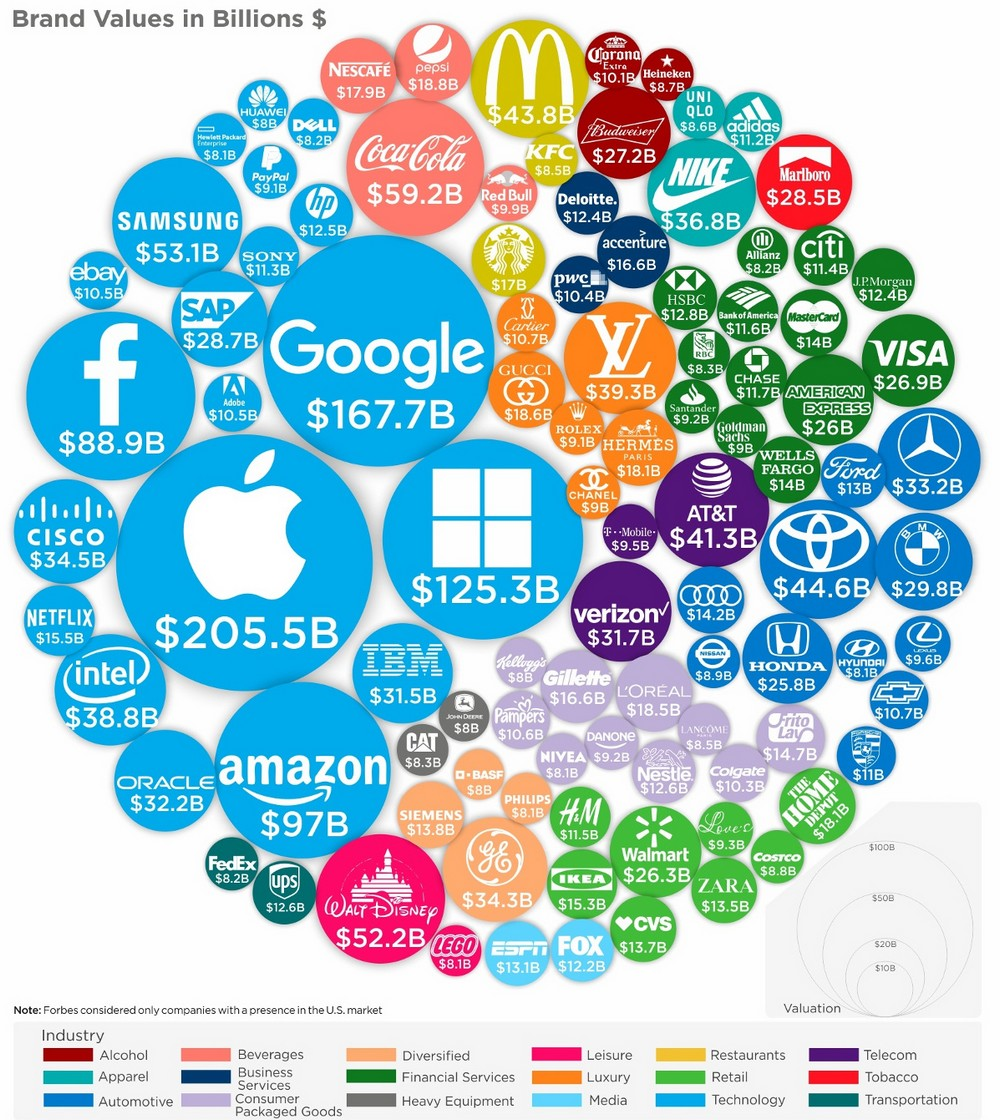 Brand Values in Billions $
NESCAFÉ
$17.9B
pepsi
$18.8B
$43.8B
Corona
Extra
$10.1B
Heineken
$8.7B
HUAWEI
$8B
Hewlett Packard
Enterprise
$8.1B
DELL
$8.2B
PayPal
$9.1B
hp
$12.5B
Coca-Cola
$59.2B
KFC
$8.5B
Red Bull
$9.9B
Budweiser
$27.2B
UNI
QLO
$8.6B
adidas
$11.2B
NIKE
$36.8B
Marlboro
$28.5B
SAMSUNG
$53.1B
SONY
$11.3B
ebay
$10.5B
SAP
$28.7B
$17B
Deloitte.
$12.4B
accenture
$16.6B
pwc
$10.4B
Allianz
$8.2B
citi
$11.4B
J.P.Morgan
$12.4B
HSBC
$12.8B
Bank of America
$11.6B
MasterCard
$14B
VISA
$26.9B
$88.9B
Adobe
$10.5B
Google
$167.7B
Cartier
$10.7B
GUCCI
$18.6B
LV
$39.3B
RBC
$8.3B
CHASE
$11.7B
AMERICAN
EXPRESS
$26B
ROLEX
$9.1B
HERMÈS
PARIS
$18.1B
Santander
$9.2B
Goldman
Sachs
$9B
WELLS
FARGO
$14B
Ford
$13B
$33.2B
CISCO
$34.5B
$205.5B
$125.3B
CHANEL
$9B
T··Mobile·
$9.5B
AT&T
$41.3B
$44.6B
BMW
$29.8B
NETFLIX
$15.5B
intel
$38.8B
IBM
$31.5B
verizon
$31.7B
$14.2B
NISSAN
$8.9B
HONDA
$25.8B
HYUNDAI
$8.1B
LEXUS
$9.6B
$10.7B
ORACLE
$32.2B
amazon
$97B
JOHN DEERE
$8B
CAT
$8.3B
Kellogg's
$8B
Gillette
$16.6B
L'ORÉAL
$18.5B
Pampers
$10.6B
NIVEA
$8.1B
DANONE
$9.2B
LANCÔME
PARIS
$8.5B
Frito
Lay
$14.7B
Nestlé
$12.6B
Colgate
$10.3B
$11B
BASF
$8B
SIEMENS
$13.8B
PHILIPS
$8.1B
GE
$34.3B
H&M
$11.5B
Walmart
$26.3B
Love's
$9.3B
THE
HOME
DEPOT
$18.1B
COSTCO
$8.8B
IKEA
$15.3B
ZARA
$13.5B
CVS
$13.7B
FedEx
$8.2B
ups
$12.6B
WALT DISNEY
$52.2B
LEGO
$8.1B
ESPN
$13.1B
FOX
$12.2B
$100B
$50B
$20B
$10B
Valuation
Note: Forbes considered only companies with a presence in the U.S. market
Industry
Alcohol
Beverages
Diversified
Leisure
Restaurants
Telecom
Apparel
Business
Services
Financial Services
Luxury
Retail
Tobacco
Automotive
Consumer
Packaged Goods
Heavy Equipment
Media
Technology
Transportation